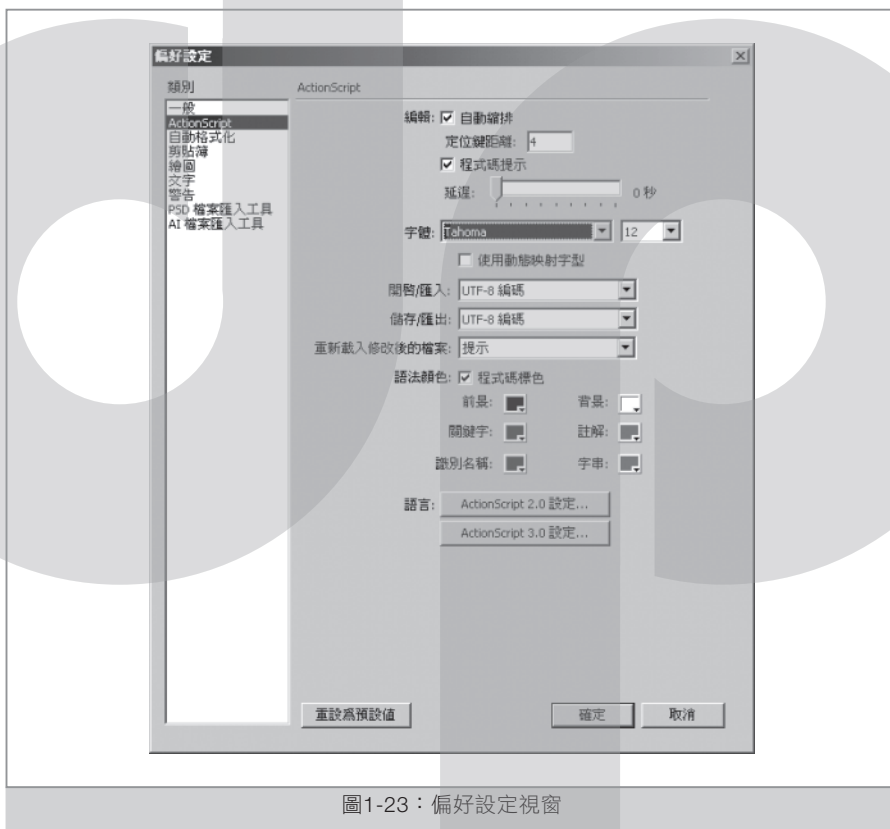 偏好設定
類別
一般
ActionScript
自動格式化
剪貼簿
繪圖
文字
警告
PSD 檔案匯入工具
AI 檔案匯入工具
ActionScript
編輯: 自動縮排
定位鍵距離: 4
程式碼提示
延遲: 0 秒
字體: Tahoma 12
使用動態映射字型
開啓/匯入: UTF-8 編碼
儲存/匯出: UTF-8 編碼
重新載入修改後的檔案: 提示
語法顏色: 程式碼標色
前景: 背景:
關鍵字: 註解:
識別名稱: 字串:
語言: ActionScript 2.0 設定...
ActionScript 3.0 設定...
重設爲預設值 確定 取消
圖1-23：偏好設定視窗